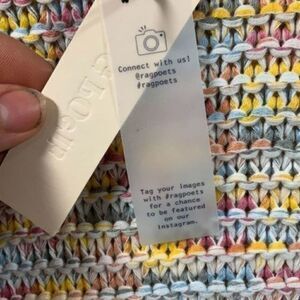 Connect with us!
@ragpoets
#ragpoets
Tag your images
with #ragpoets
for a chance
to be featured
on our
Instagram.